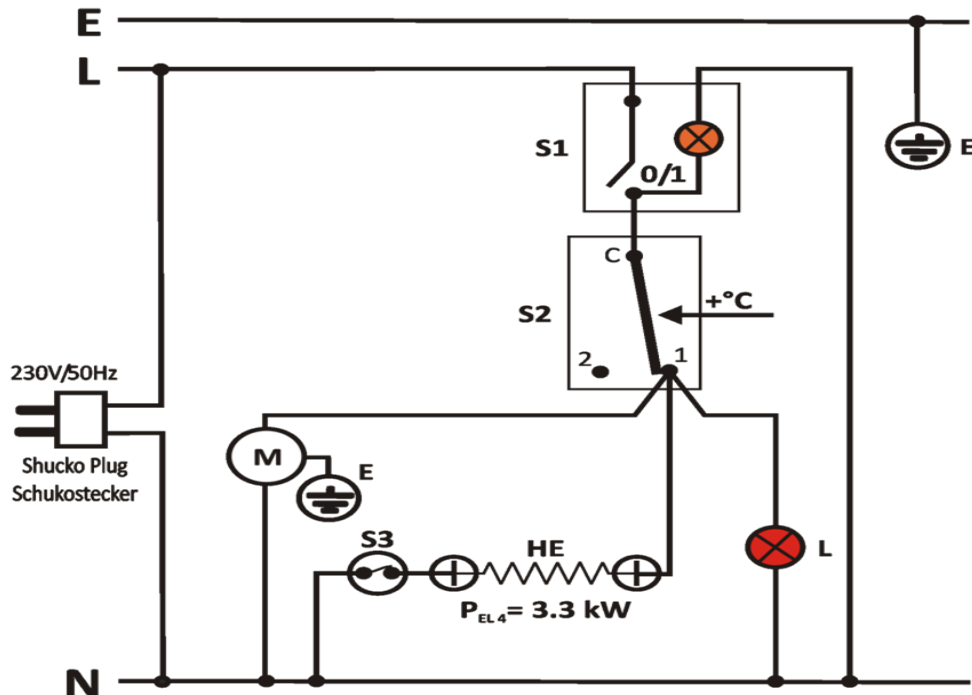 E
L
S1
0/1
E
C
S2
+°C
2
1
230V/50Hz
Shucko Plug
Schukostecker
M
E
S3
HE
L
PEL 4= 3.3 kW
N